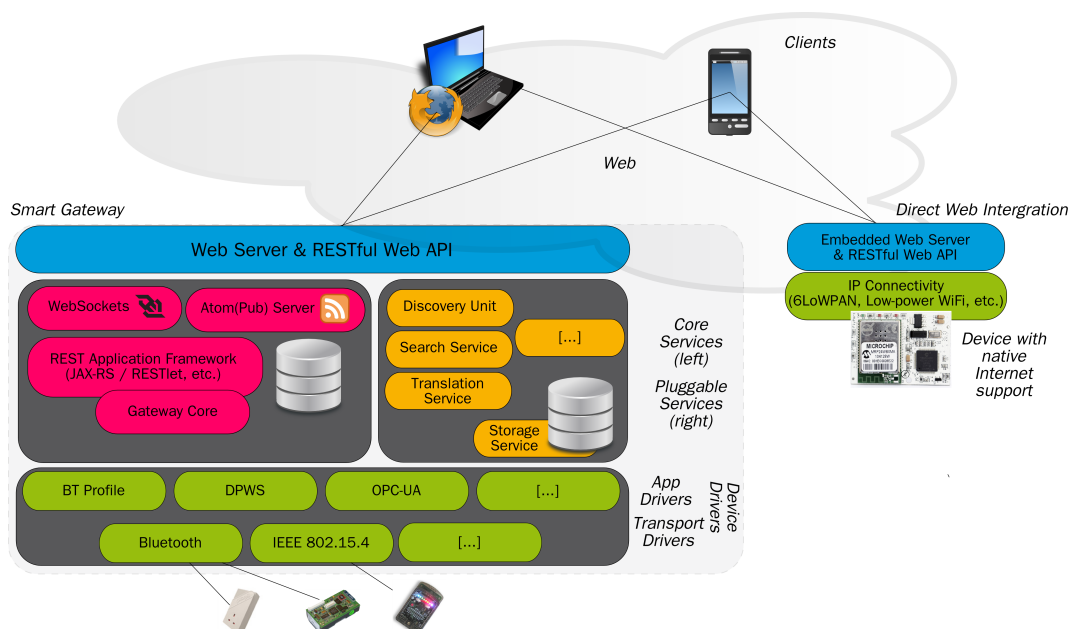 Clients
Web
Smart Gateway
Direct Web Intergration
Web Server & RESTful Web API
Embedded Web Server
& RESTful Web API
IP Connectivity
(6LoWPAN, Low-power WiFi, etc.)
WebSockets
Atom(Pub) Server
REST Application Framework
(JAX-RS / RESTlet, etc.)
Gateway Core
Discovery Unit
Search Service
[...]
Translation
Service
Storage
Service
Core
Services
(left)
Pluggable
Services
(right)
MICROCHIP
Device with
native
Internet
support
BT Profile
DPWS
OPC-UA
[...]
App
Drivers
Bluetooth
IEEE 802.15.4
[...]
Transport
Drivers
Device
Drivers